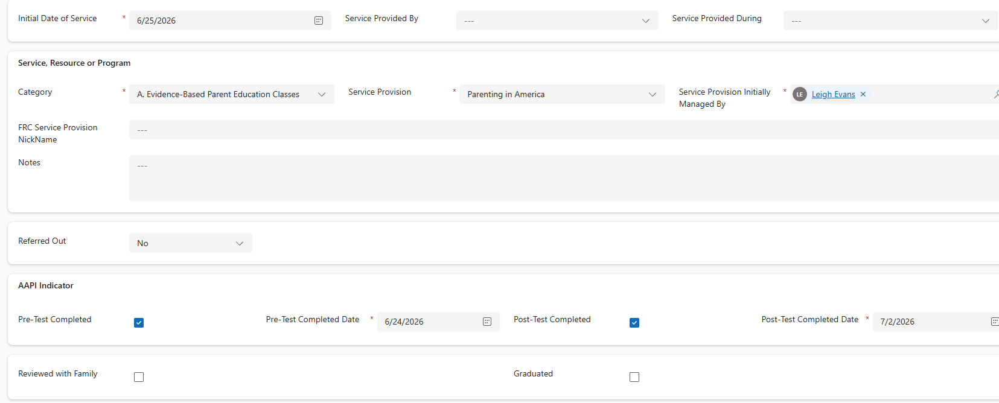 Initial Date of Service * 6/25/2026 Service Provided By --- Service Provided During ---
Service, Resource or Program
Category * A. Evidence-Based Parent Education Classes Service Provision * Parenting in America Service Provision Initially
Managed By * LE Leigh Evans ×
FRC Service Provision
NickName ---
Notes ---
Referred Out No
AAPI Indicator
Pre-Test Completed Pre-Test Completed Date * 6/24/2026 Post-Test Completed Post-Test Completed Date * 7/2/2026
Reviewed with Family Graduated